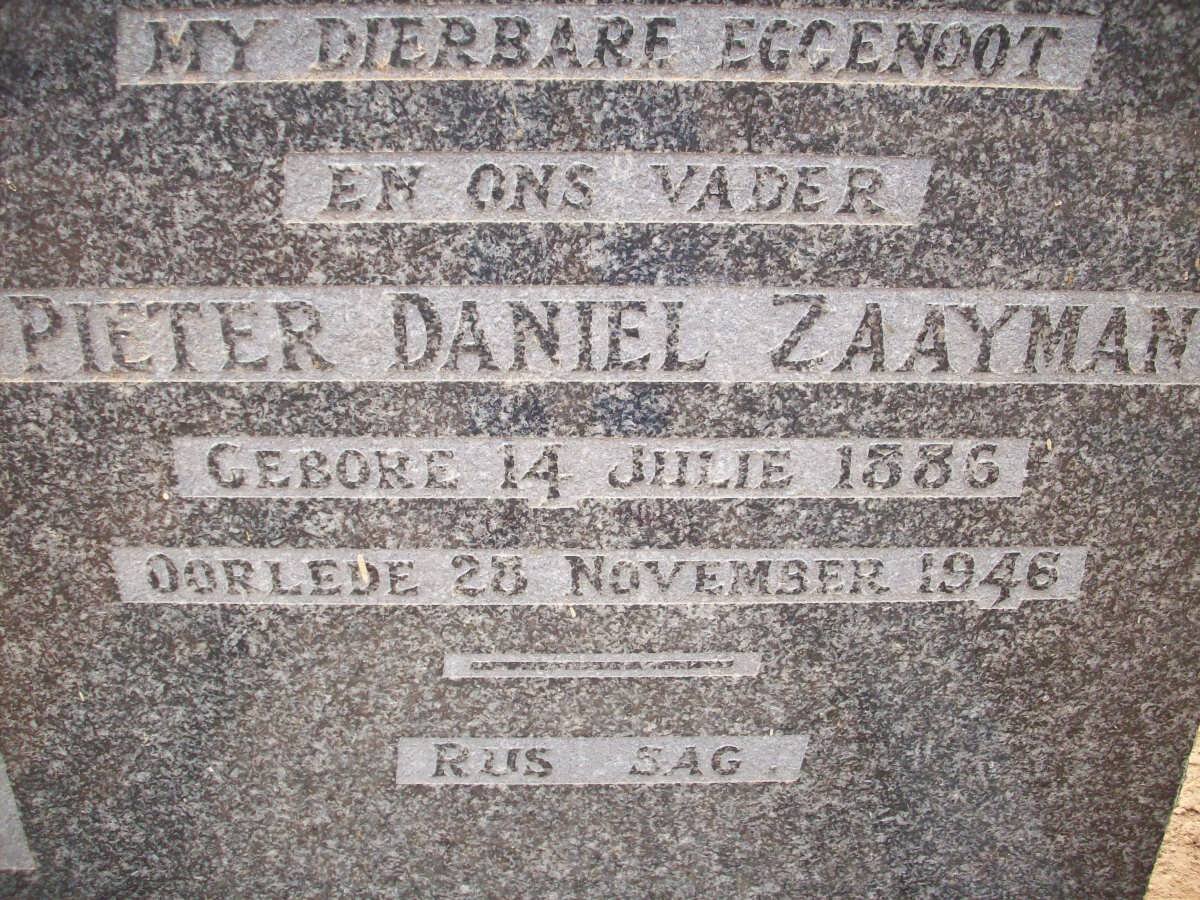 MY DIERBARE EGGENOOT
EN ONS VADER
PIETER DANIEL ZAAYMAN
GEBORE 14 JULIE 1886
OORLEDE 28 NOVEMBER 1946
RUS SAG.